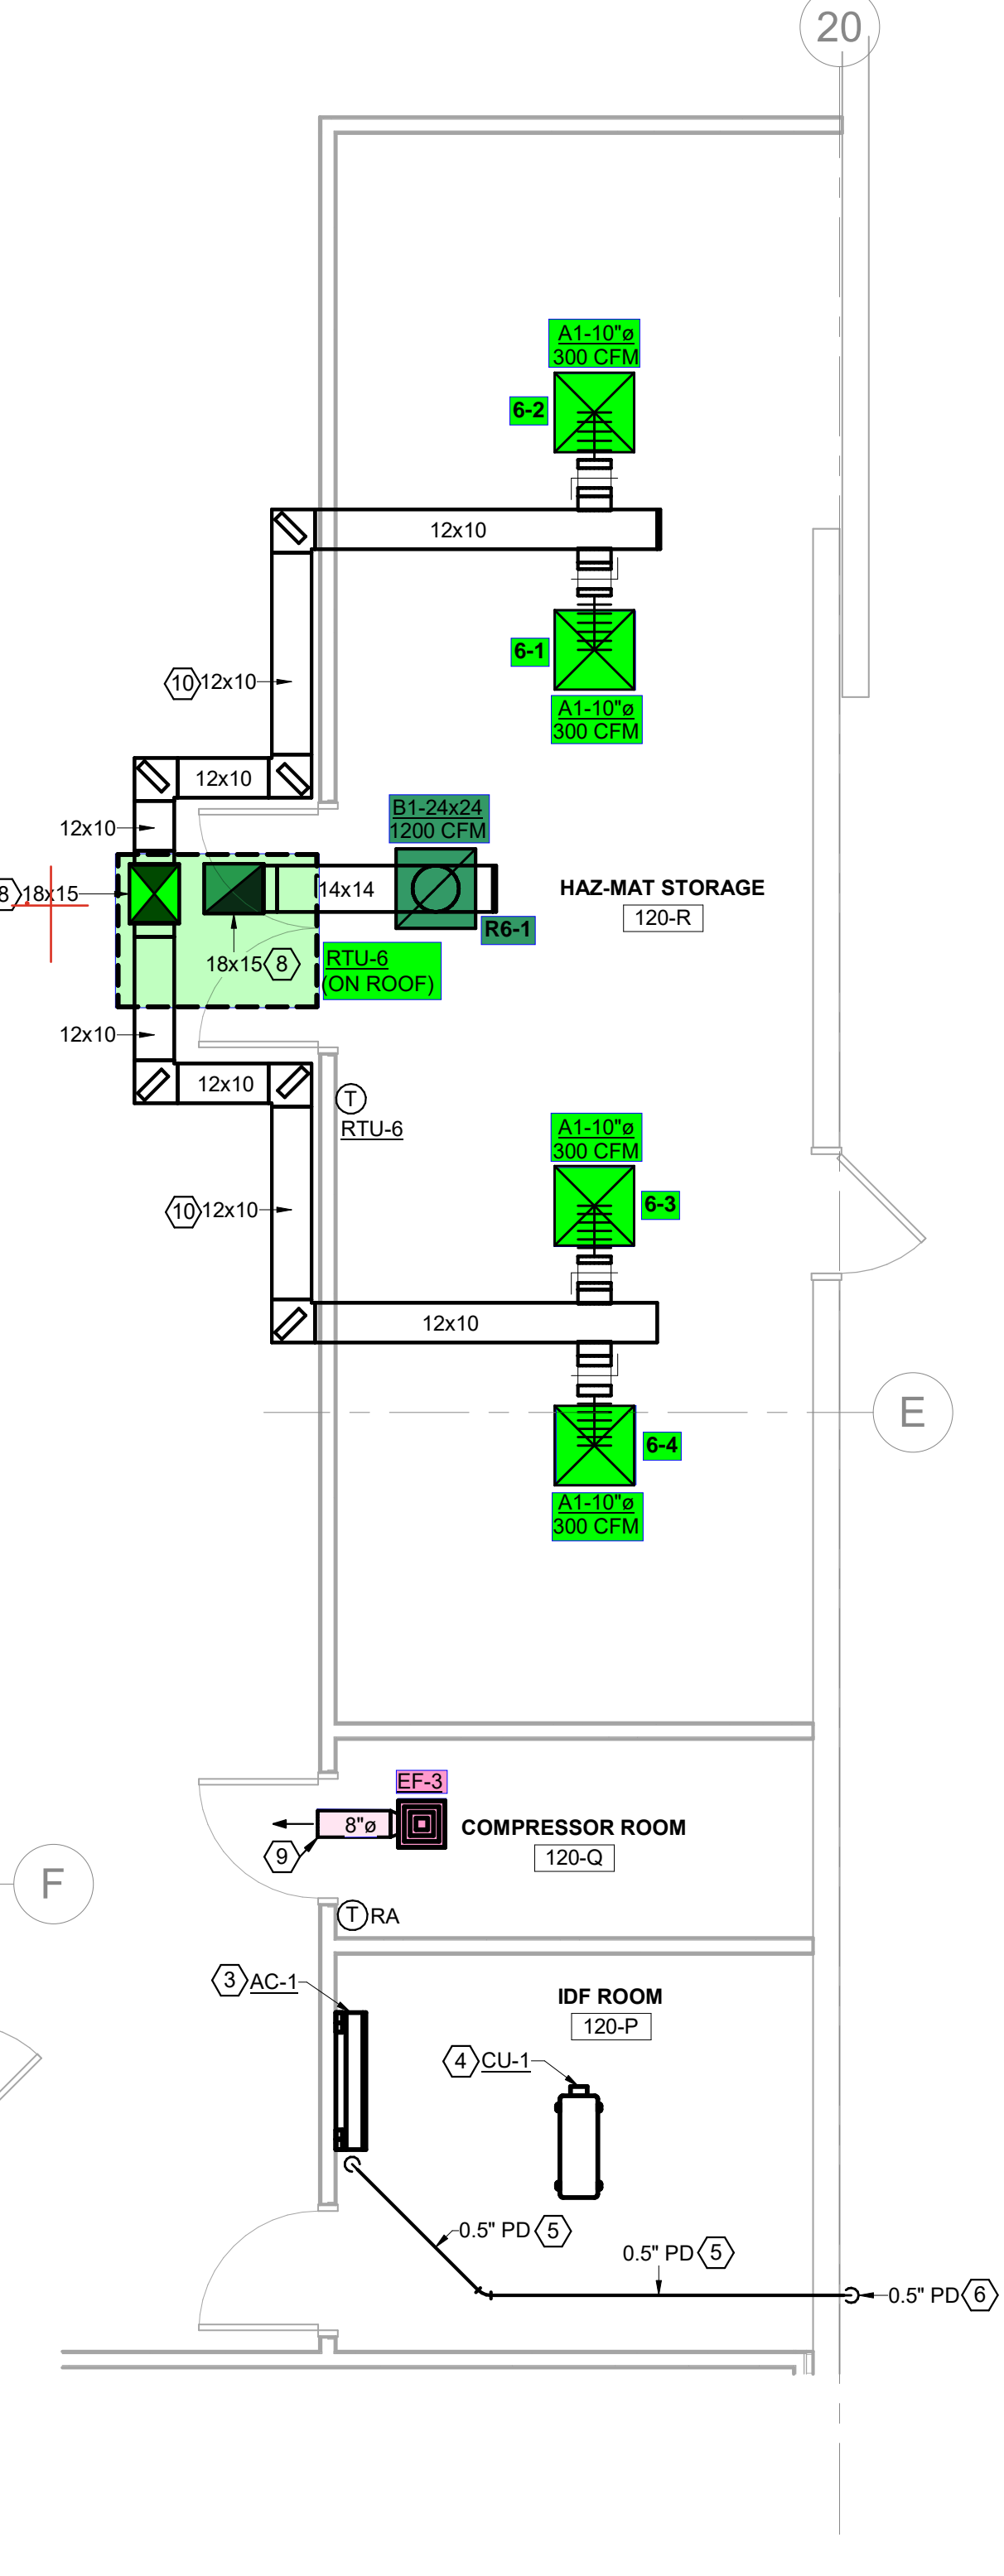 20
A1-10"ø
300 CFM
6-2
12x10
6-1
10 12x10
A1-10"ø
300 CFM
12x10
B1-24x24
1200 CFM
12x10
HAZ-MAT STORAGE
8 18x15
14x14
120-R
R6-1
18x15 8
RTU-6
(ON ROOF)
12x10
12x10
T
RTU-6
A1-10"ø
300 CFM
6-3
10 12x10
12x10
E
6-4
A1-10"ø
300 CFM
EF-3
8"ø
COMPRESSOR ROOM
9
120-Q
F
T RA
3 AC-1
IDF ROOM
120-P
4 CU-1
0.5" PD 5
0.5" PD 5
0.5" PD 6